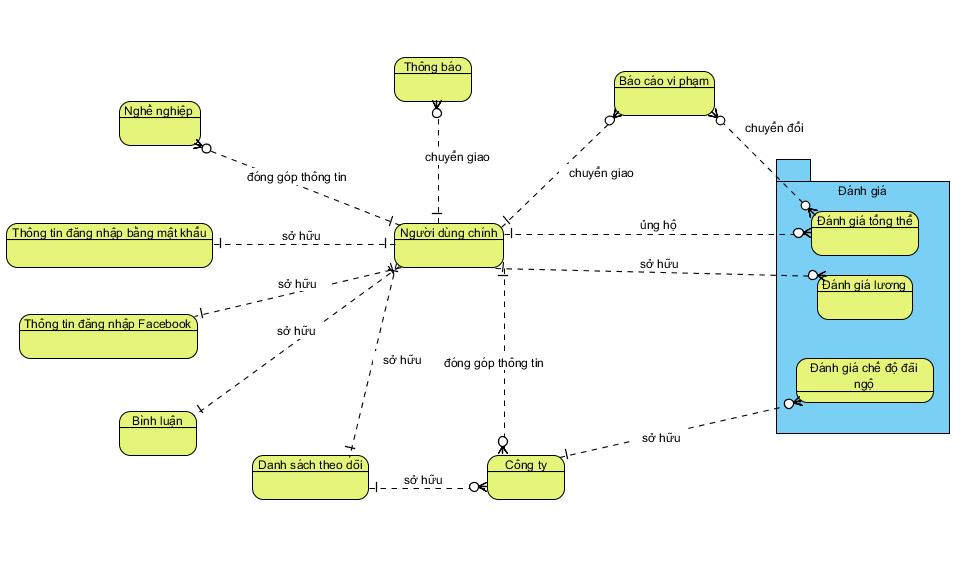 Thông báo
Báo cáo vi phạm
Nghề nghiệp
chuyển đổi
chuyển giao
chuyển giao
đóng góp thông tin
Đánh giá
Thông tin đăng nhập bằng mật khẩu
sở hữu
Người dùng chính
ủng hộ
Đánh giá tổng thể
sở hữu
sở hữu
Đánh giá lương
Thông tin đăng nhập Facebook
sở hữu
sở hữu
đóng góp thông tin
Đánh giá chế độ đãi
ngộ
Bình luận
sở hữu
Danh sách theo dõi
sở hữu
Công ty